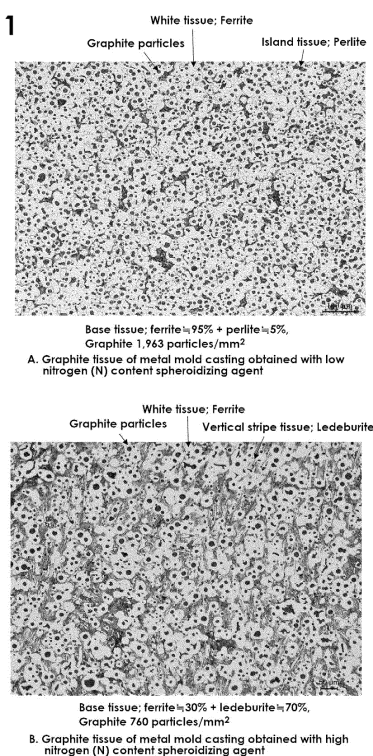 1
White tissue; Ferrite
Graphite particles
Island tissue; Perlite
Base tissue; ferrite≒95% + perlite≒5%,
Graphite 1,963 particles/mm²
A. Graphite tissue of metal mold casting obtained with low
nitrogen (N) content spheroidizing agent
White tissue; Ferrite
Graphite particles
Vertical stripe tissue; Ledeburite
Base tissue; ferrite≒30% + ledeburite≒70%,
Graphite 760 particles/mm²
B. Graphite tissue of metal mold casting obtained with high
nitrogen (N) content spheroidizing agent